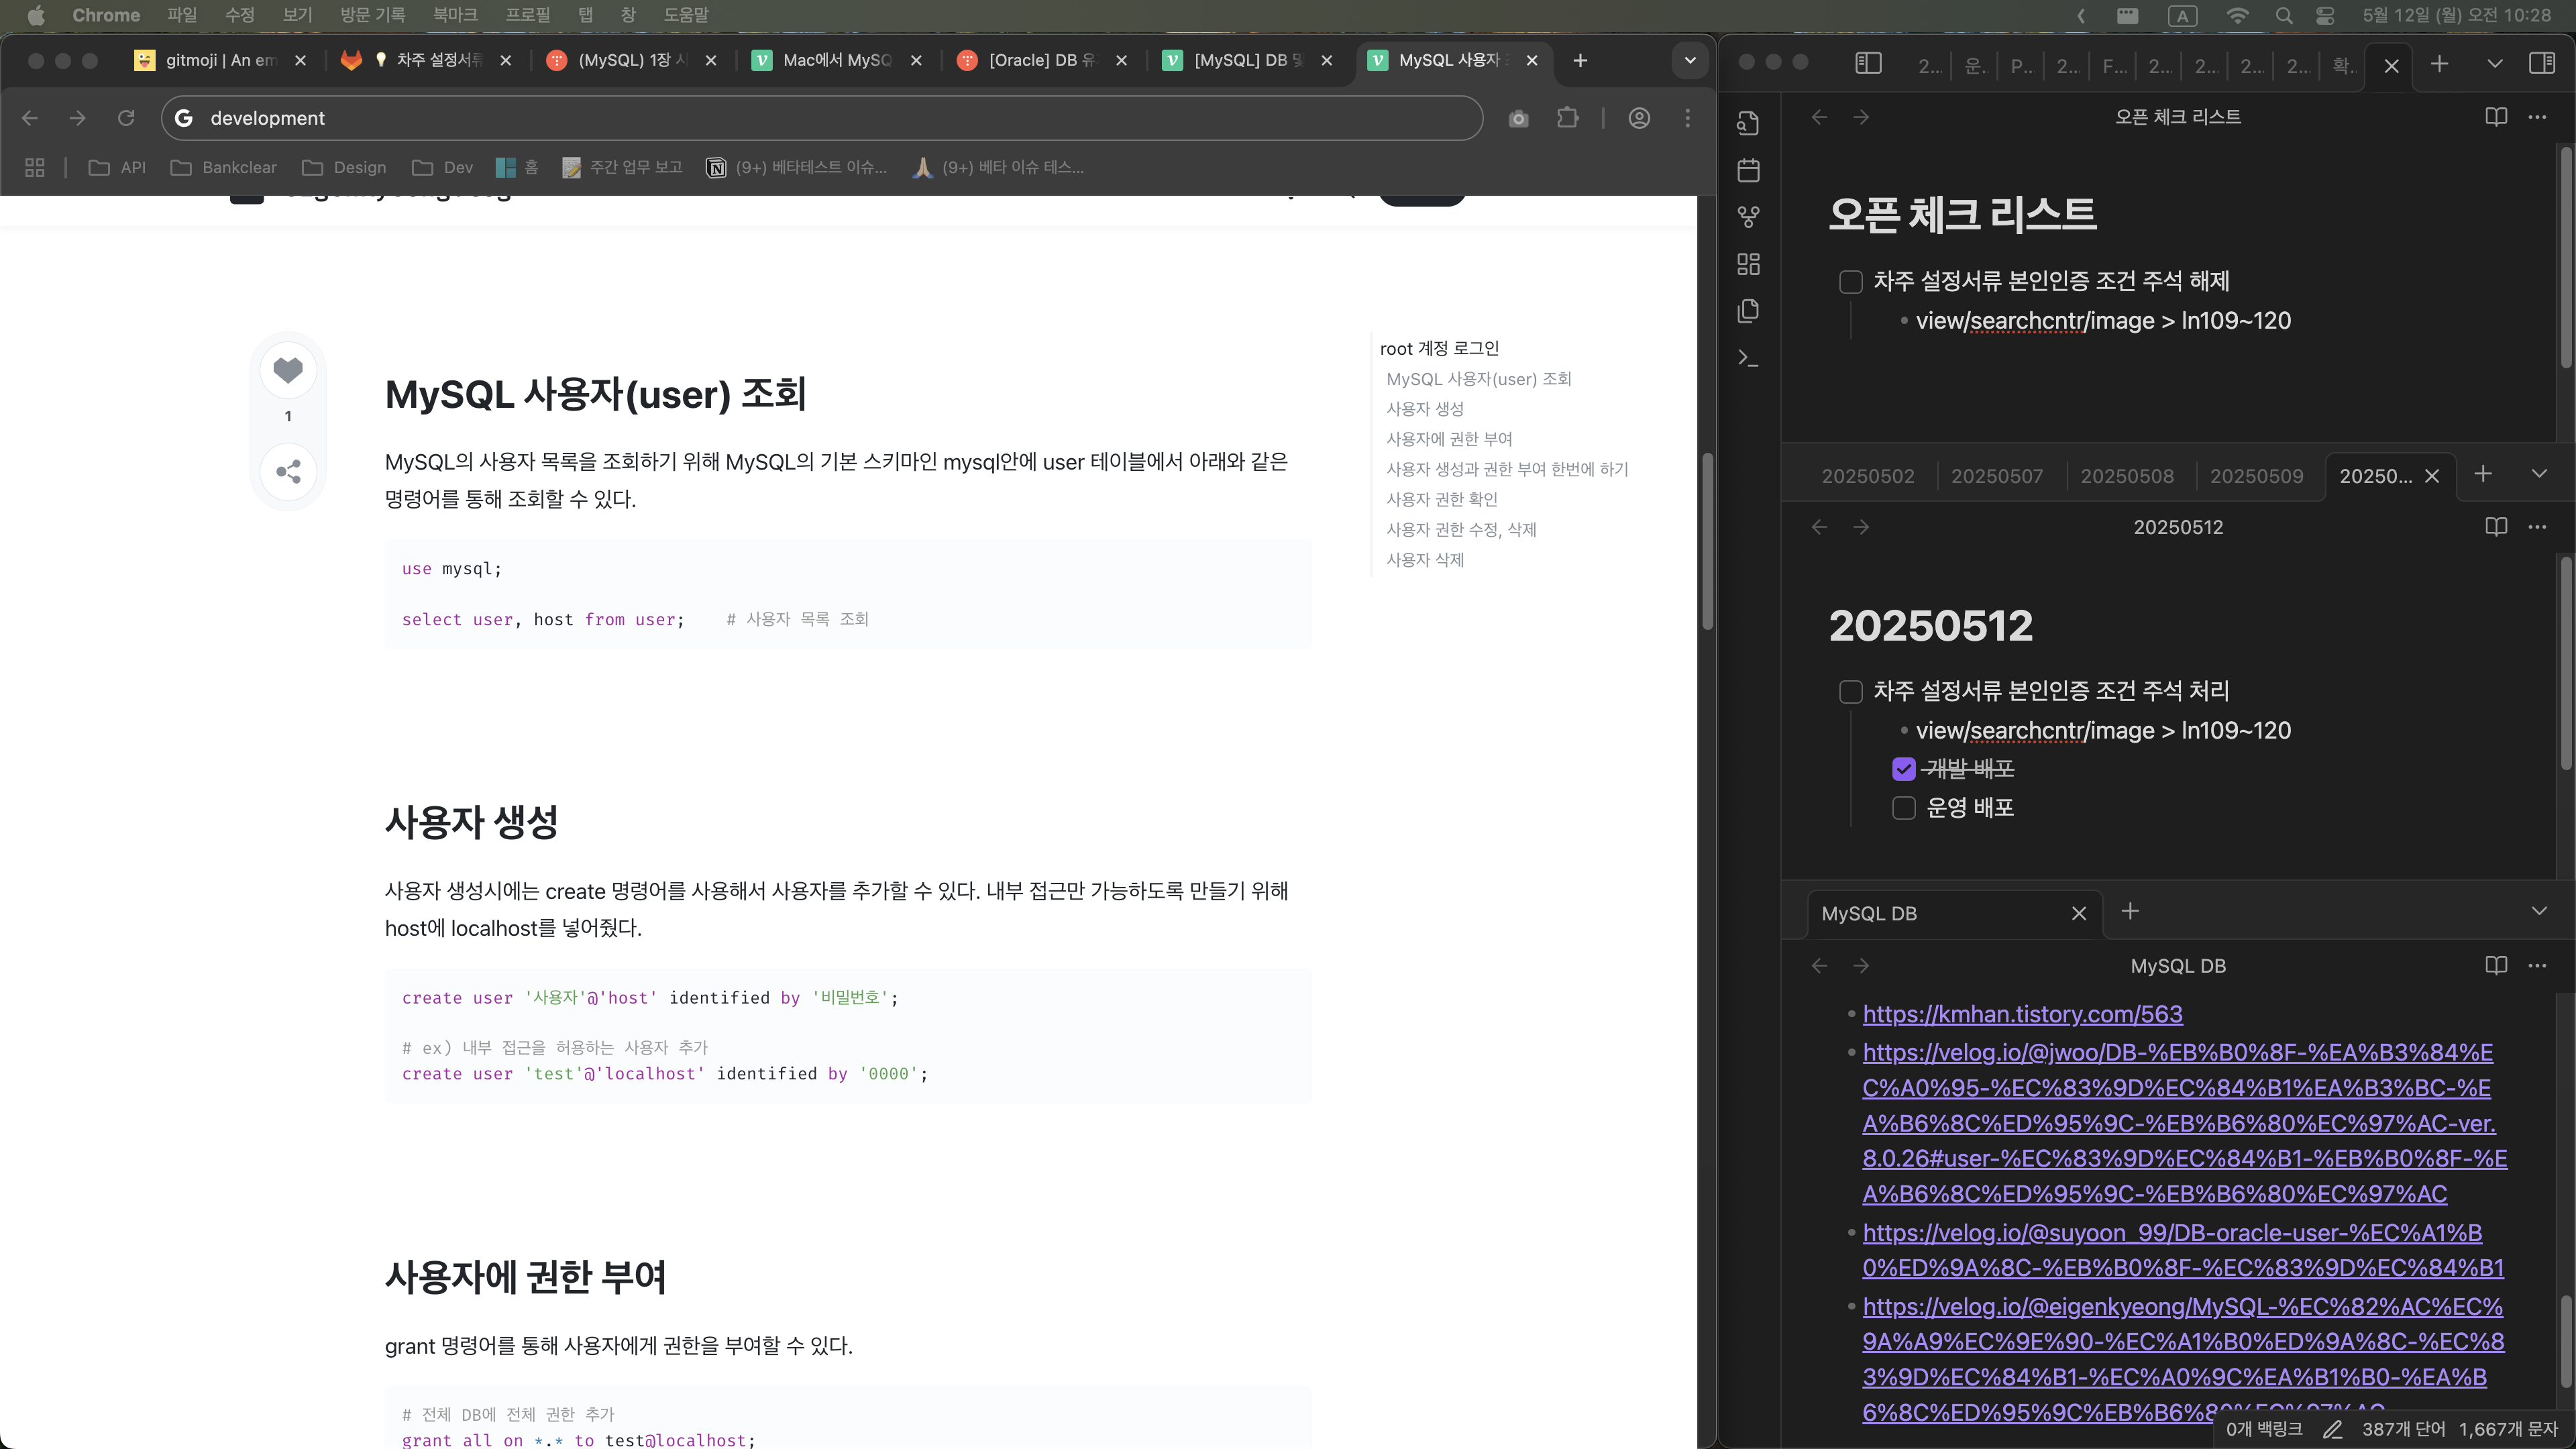 Chrome 파일 수정 보기 방문 기록 북마크 프로필 탭 창 도움말
A 5월 12일 (월) 오전 10:28
gitmoji | An em
차주 설정서류
(MySQL) 1장 시
Mac에서 MySQ
[Oracle] DB 유
[MySQL] DB 및
MySQL 사용자
development
API Bankclear Design Dev 홈 주간 업무 보고 (9+) 베타테스트 이슈... (9+) 베타 이슈 테스...
1
MySQL 사용자(user) 조회
MySQL의 사용자 목록을 조회하기 위해 MySQL의 기본 스키마인 mysql안에 user 테이블에서 아래와 같은
명령어를 통해 조회할 수 있다.
use mysql;
select user, host from user; # 사용자 목록 조회
사용자 생성
사용자 생성시에는 create 명령어를 사용해서 사용자를 추가할 수 있다. 내부 접근만 가능하도록 만들기 위해
host에 localhost를 넣어줬다.
create user '사용자'@'host' identified by '비밀번호';
# ex) 내부 접근을 허용하는 사용자 추가
create user 'test'@'localhost' identified by '0000';
사용자에 권한 부여
grant 명령어를 통해 사용자에게 권한을 부여할 수 있다.
# 전체 DB에 전체 권한 추가
grant all on *.* to test@localhost;
root 계정 로그인
MySQL 사용자(user) 조회
사용자 생성
사용자에 권한 부여
사용자 생성과 권한 부여 한번에 하기
사용자 권한 확인
사용자 권한 수정, 삭제
사용자 삭제
2... 운. P... 2... F... 2... 2... 2... 2... 확.
오픈 체크 리스트
오픈 체크 리스트
차주 설정서류 본인인증 조건 주석 해제
view/searchcntr/image > ln109~120
20250502 20250507 20250508 20250509 20250...
20250512
20250512
차주 설정서류 본인인증 조건 주석 처리
view/searchcntr/image > ln109~120
개발 배포
운영 배포
MySQL DB
MySQL DB
https://kmhan.tistory.com/563
https://velog.io/@jwoo/DB-%EB%B0%8F-%EA%B3%84%E
C%A0%95-%EC%83%9D%EC%84%B1%EA%B3%BC-%E
A%B6%8C%ED%95%9C-%EB%B6%80%EC%97%AC-ver.
8.0.26#user-%EC%83%9D%EC%84%B1-%EB%B0%8F-%E
A%B6%8C%ED%95%9C-%EB%B6%80%EC%97%AC
https://velog.io/@suyoon_99/DB-oracle-user-%EC%A1%B
0%ED%9A%8C-%EB%B0%8F-%EC%83%9D%EC%84%B1
https://velog.io/@eigenkyeong/MySQL-%EC%82%AC%EC%
9A%A9%EC%9E%90-%EC%A1%B0%ED%9A%8C-%EC%8
3%9D%EC%84%B1-%EC%A0%9C%EA%B1%B0-%EA%B
6%8C%ED%95%9C%EB%B6%80
0개 백링크 387개 단어 1,667개 문자